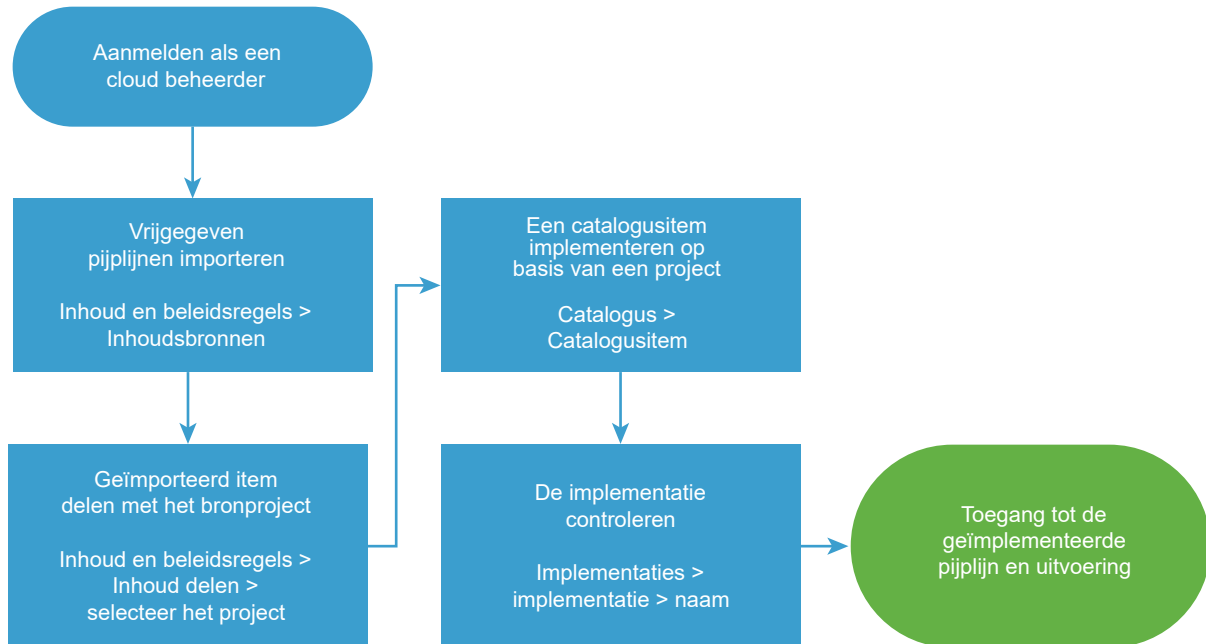 Aanmelden als een
cloud beheerder
Vrijgegeven
pijplijnen importeren
Inhoud en beleidsregels >
Inhoudsbronnen
Geïmporteerd item
delen met het bronproject
Inhoud en beleidsregels >
Inhoud delen >
selecteer het project
Een catalogusitem
implementeren op
basis van een project
Catalogus >
Catalogusitem
De implementatie
controleren
Implementaties >
implementatie > naam
Toegang tot de
geïmplementeerde
pijplijn en uitvoering